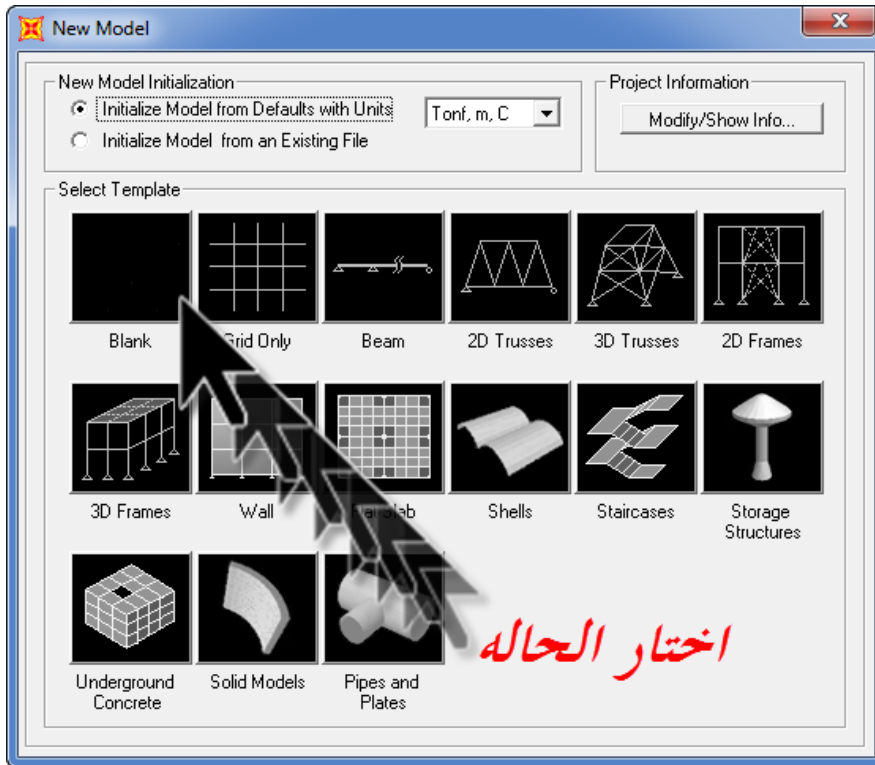 New Model
New Model Initialization
Initialize Model from Defaults with Units
Tonf, m, C
Initialize Model from an Existing File
Project Information
Modify/Show Info...
Select Template
Blank
Grid Only
Beam
2D Trusses
3D Trusses
2D Frames
3D Frames
Wall
Shells
Staircases
Storage
Structures
Underground
Concrete
Solid Models
Pipes and
Plates
اختار الحاله